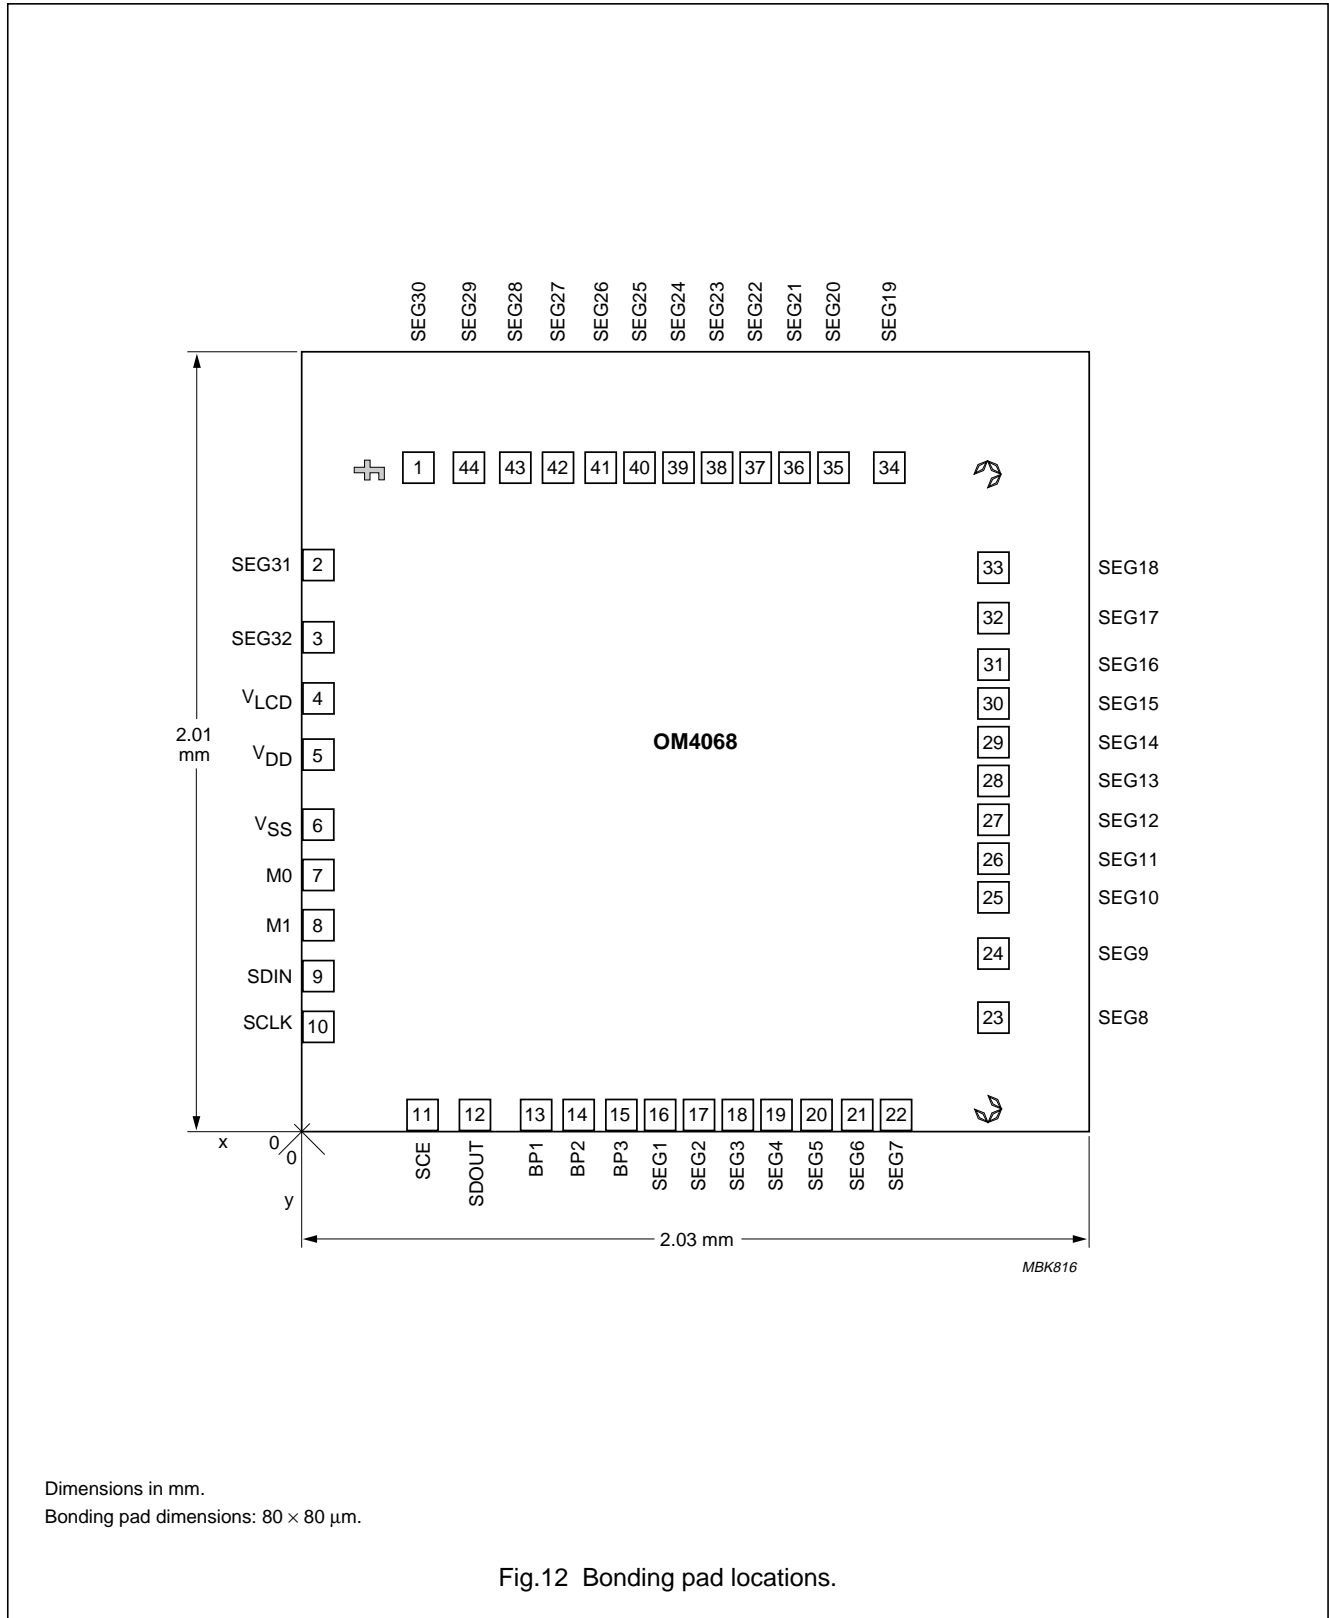 SEG30 SEG29 SEG28 SEG27 SEG26 SEG25 SEG24 SEG23 SEG22 SEG21 SEG20 SEG19
1 44 43 42 41 40 39 38 37 36 35 34
SEG31 2 33 SEG18
32 SEG17
SEG32 3
31 SEG16
VLCD 4 30 SEG15
2.01
mm
OM4068
29 SEG14
VDD 5
28 SEG13
VSS 6 27 SEG12
26 SEG11
M0 7
25 SEG10
M1 8
24 SEG9
SDIN 9
SCLK 10 23 SEG8
11 12 13 14 15 16 17 18 19 20 21 22
x 0
0
y
SCE SDOUT BP1 BP2 BP3 SEG1 SEG2 SEG3 SEG4 SEG5 SEG6 SEG7
2.03 mm
MBK816
Dimensions in mm.
Bonding pad dimensions: 80 × 80 µm.
Fig.12 Bonding pad locations.